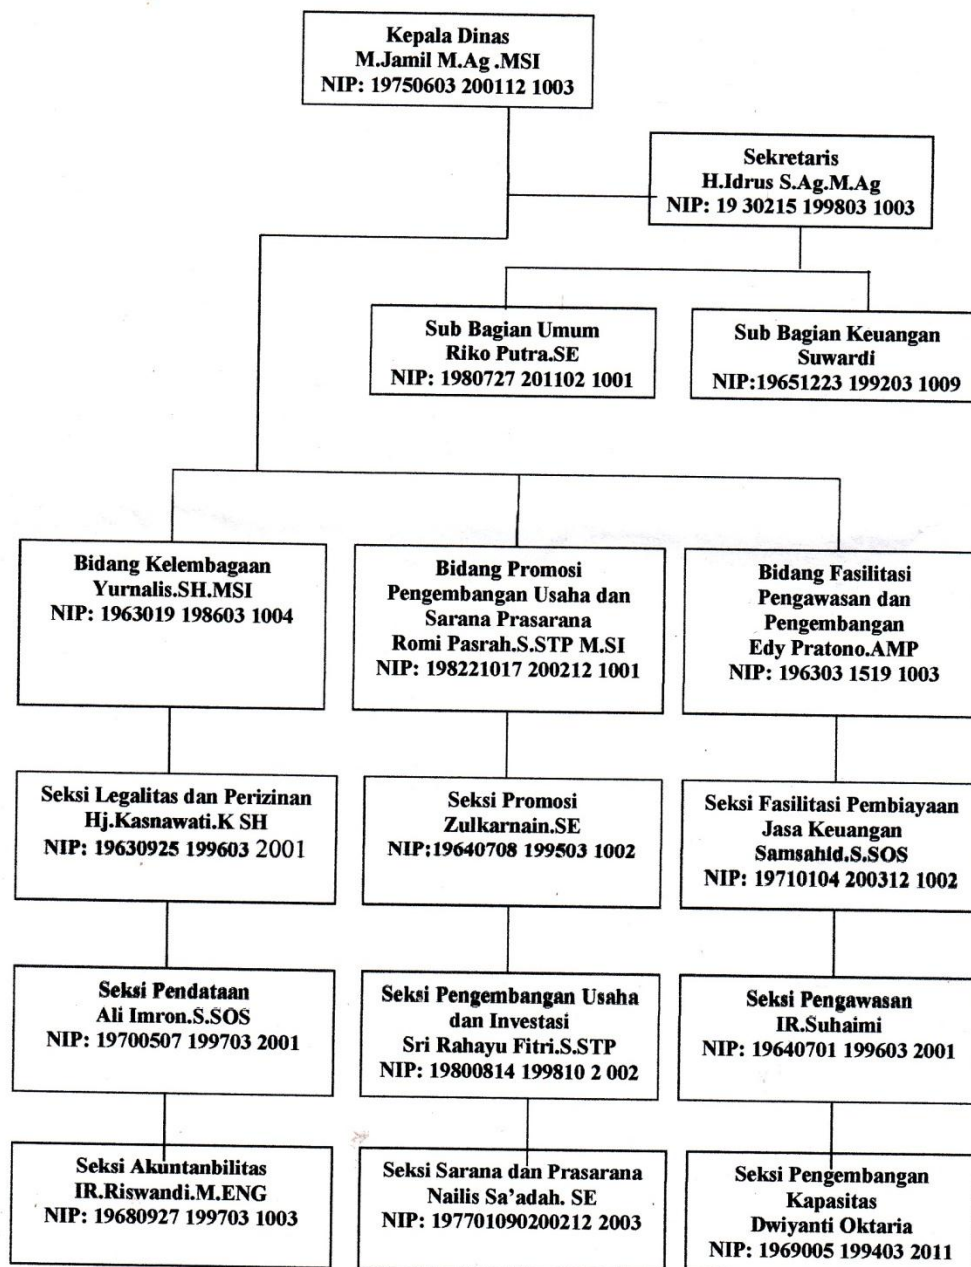 Kepala Dinas
M.Jamil M.Ag .MSI
NIP: 19750603 200112 1003
Sekretaris
H.Idrus S.Ag.M.Ag
NIP: 19 30215 199803 1003
Sub Bagian Umum
Riko Putra.SE
NIP: 1980727 201102 1001
Sub Bagian Keuangan
Suwardi
NIP:19651223 199203 1009
Bidang Kelembagaan
Yurnalis.SH.MSI
NIP: 1963019 198603 1004
Bidang Promosi
Pengembangan Usaha dan
Sarana Prasarana
Romi Pasrah.S.STP M.SI
NIP: 198221017 200212 1001
Bidang Fasilitasi
Pengawasan dan
Pengembangan
Edy Pratono.AMP
NIP: 196303 1519 1003
Seksi Legalitas dan Perizinan
Hj.Kasnawati.K SH
NIP: 19630925 199603 2001
Seksi Promosi
Zulkarnain.SE
NIP:19640708 199503 1002
Seksi Fasilitasi Pembiayaan
Jasa Keuangan
Samsahid.S.SOS
NIP: 19710104 200312 1002
Seksi Pendataan
Ali Imron.S.SOS
NIP: 19700507 199703 2001
Seksi Pengembangan Usaha
dan Investasi
Sri Rahayu Fitri.S.STP
NIP: 19800814 199810 2 002
Seksi Pengawasan
IR.Suhaimi
NIP: 19640701 199603 2001
Seksi Akuntanbilitas
IR.Riswandi.M.ENG
NIP: 19680927 199703 1003
Seksi Sarana dan Prasarana
Nailis Sa'adah. SE
NIP: 197701090200212 2003
Seksi Pengembangan
Kapasitas
Dwiyanti Oktaria
NIP: 1969005 199403 2011